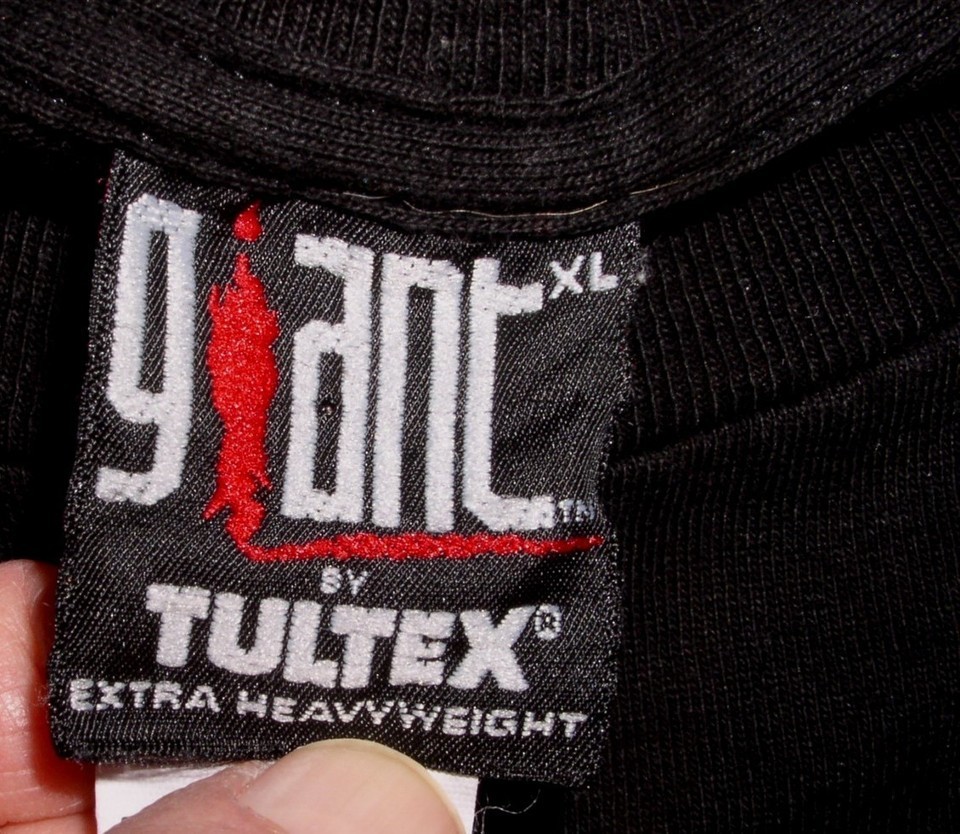 giant XL
TM
BY
TULTEX®
EXTRA HEAVYWEIGHT